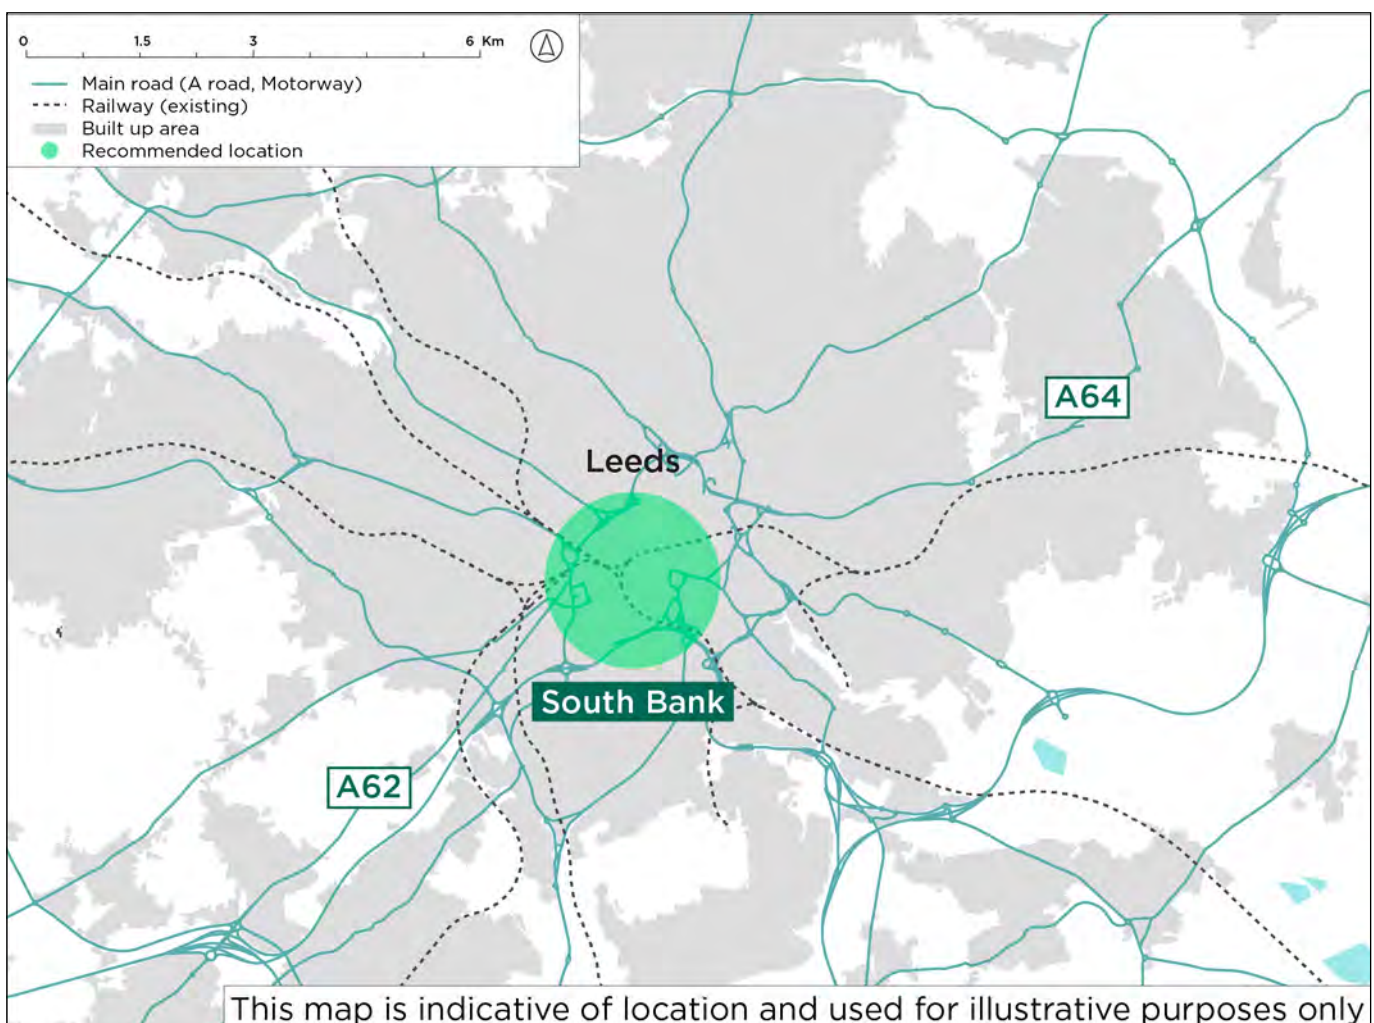 0 1.5 3 6 Km
Main road (A road, Motorway)
Railway (existing)
Built up area
Recommended location
A64
Leeds
South Bank
A62
This map is indicative of location and used for illustrative purposes only